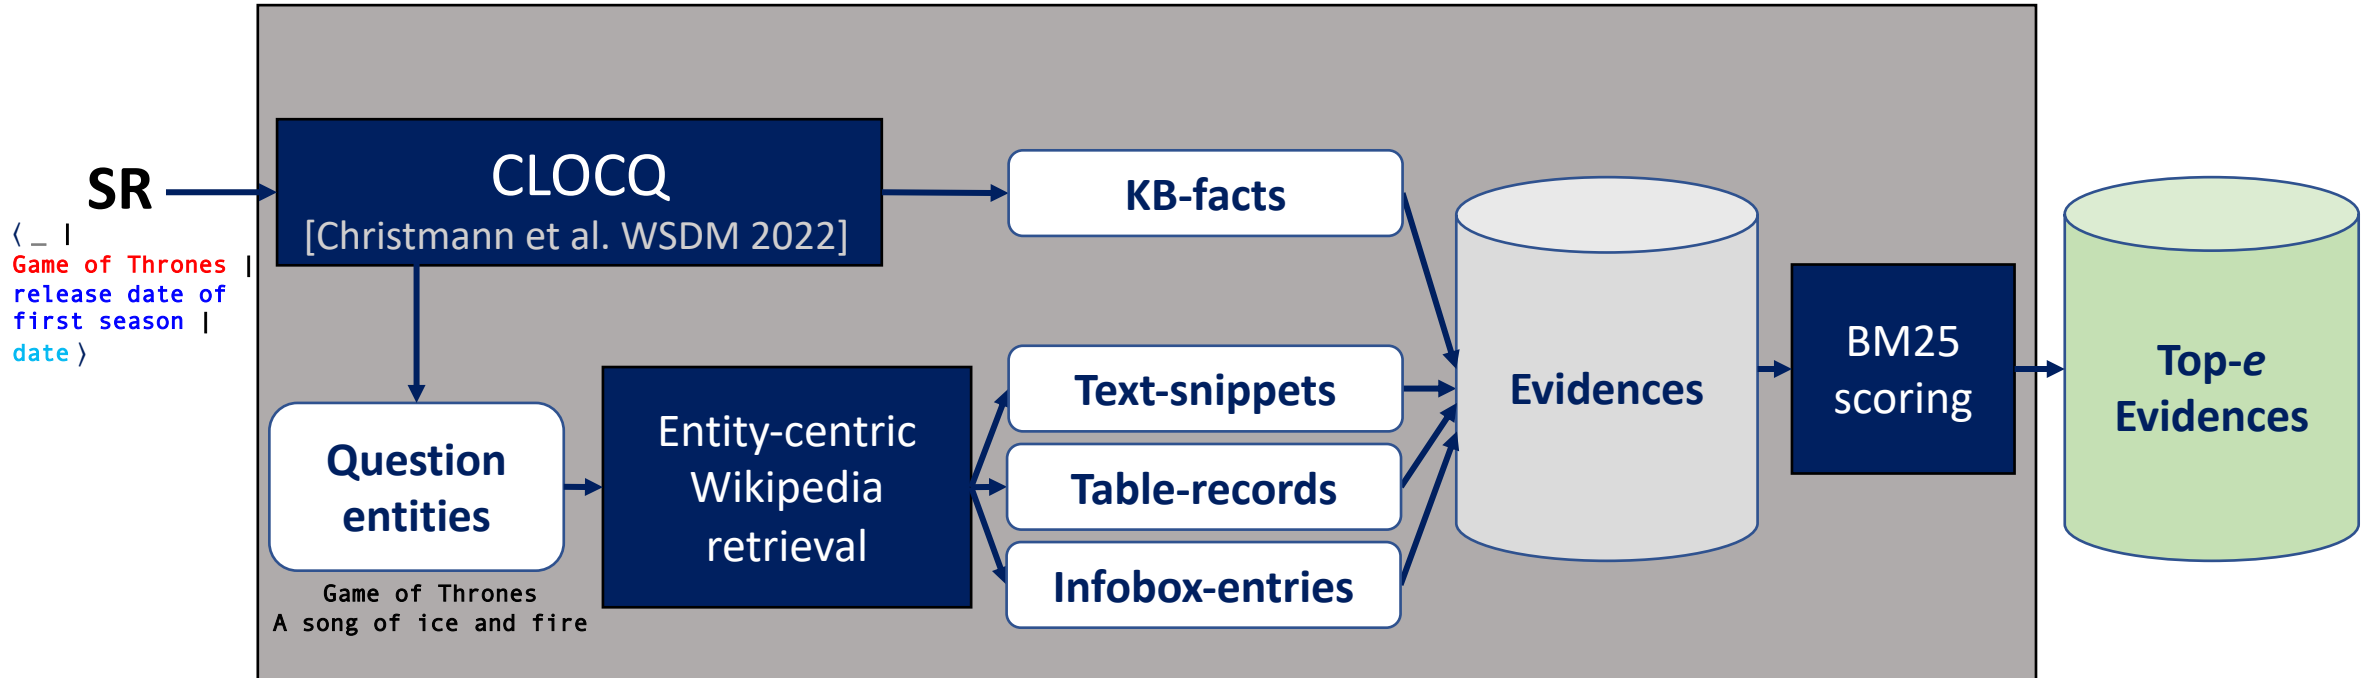 SR
⟨ _ |
Game of Thrones |
release date of
first season |
date ⟩
CLOCQ
[Christmann et al. WSDM 2022]
Question
entities
Game of Thrones
A song of ice and fire
Entity-centric
Wikipedia
retrieval
KB-facts
Text-snippets
Table-records
Infobox-entries
Evidences
BM25
scoring
Top-e
Evidences